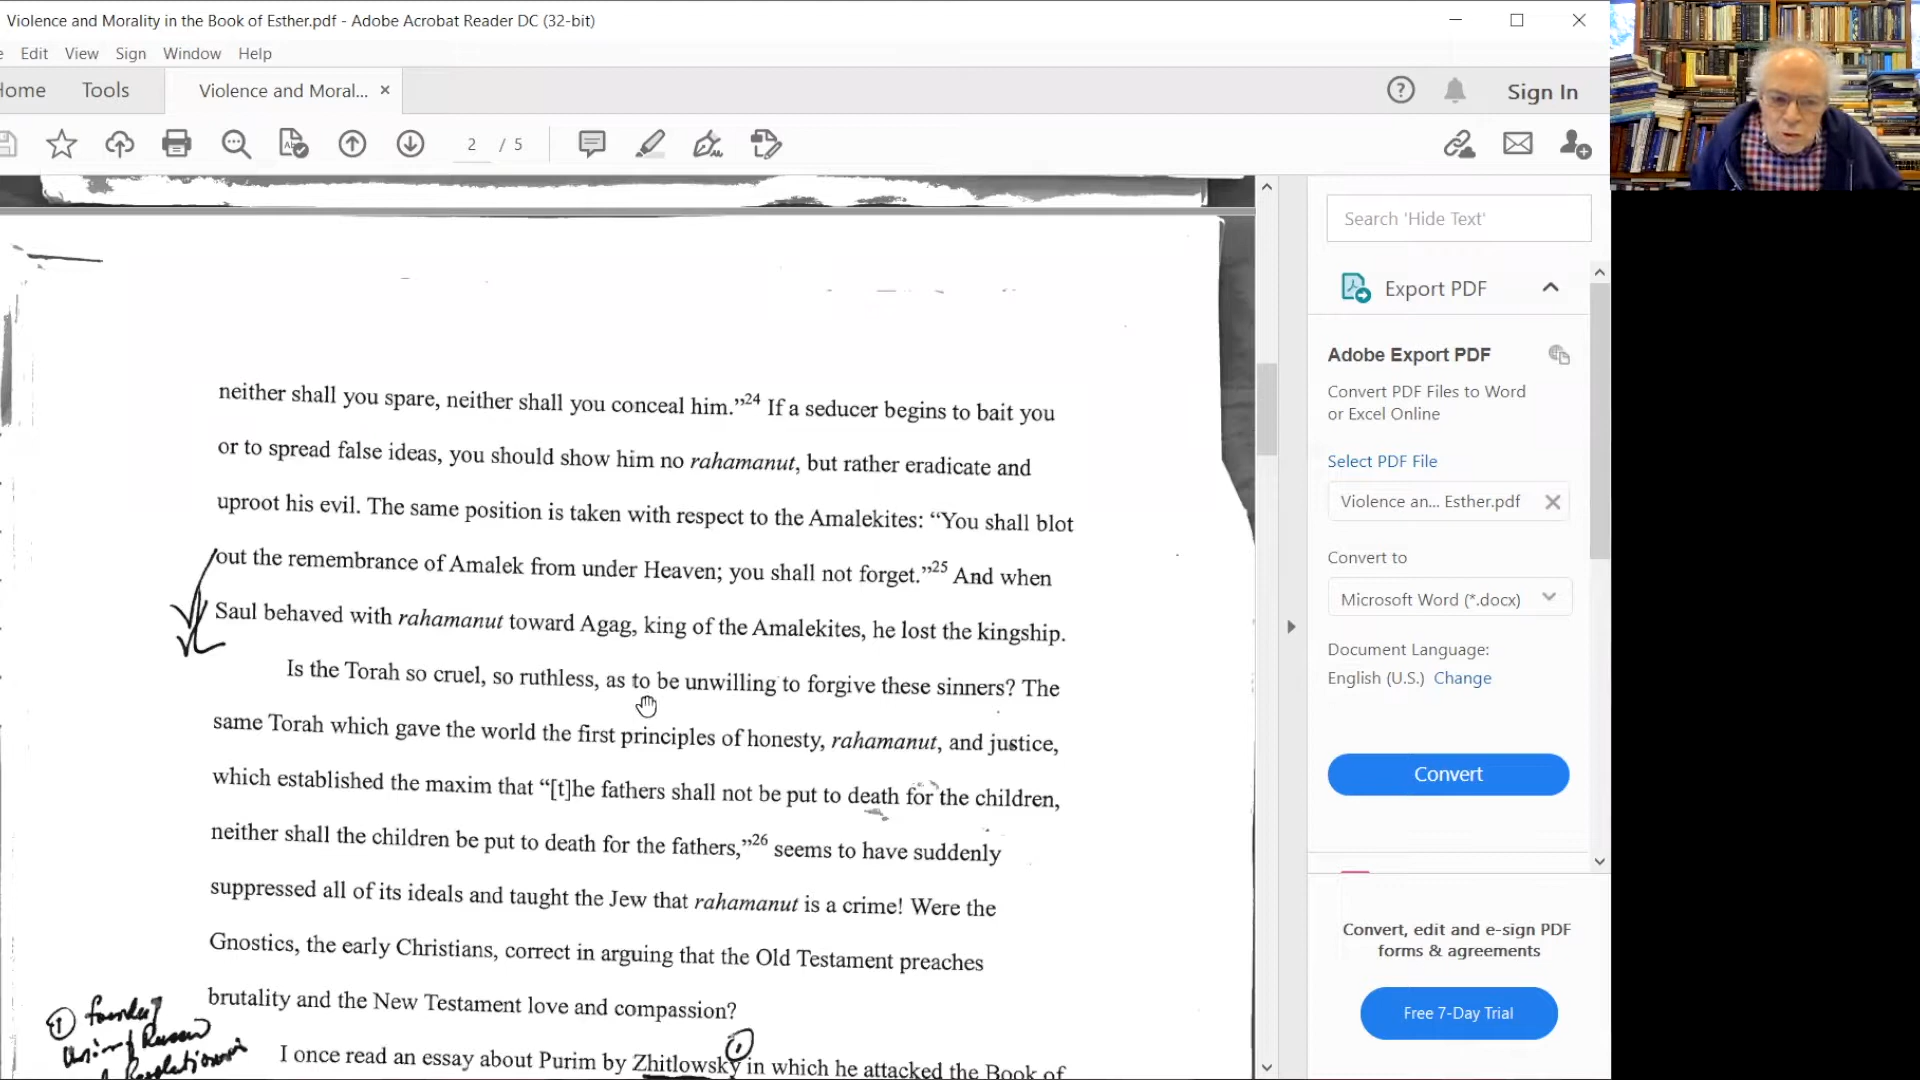 Violence and Morality in the Book of Esther.pdf - Adobe Acrobat Reader DC (32-bit)
Edit View Sign Window Help
Home Tools Violence and Moral... × Sign In
2 / 5
neither shall you spare, neither shall you conceal him.”24 If a seducer begins to bait you
or to spread false ideas, you should show him no rahamanut, but rather eradicate and
uproot his evil. The same position is taken with respect to the Amalekites: “You shall blot
out the remembrance of Amalek from under Heaven; you shall not forget.”25 And when
Saul behaved with rahamanut toward Agag, king of the Amalekites, he lost the kingship.
Is the Torah so cruel, so ruthless, as to be unwilling to forgive these sinners? The
same Torah which gave the world the first principles of honesty, rahamanut, and justice,
which established the maxim that “[t]he fathers shall not be put to death for the children,
neither shall the children be put to death for the fathers,”26 seems to have suddenly
suppressed all of its ideals and taught the Jew that rahamanut is a crime! Were the
Gnostics, the early Christians, correct in arguing that the Old Testament preaches
brutality and the New Testament love and compassion?
I once read an essay about Purim by Zhitlowsky in which he attacked the Book of
1
1
Search 'Hide Text'
Export PDF
Adobe Export PDF
Convert PDF Files to Word
or Excel Online
Select PDF File
Violence an... Esther.pdf
Convert to
Microsoft Word (*.docx)
Document Language:
English (U.S.) Change
Convert
Convert, edit and e-sign PDF
forms & agreements
Free 7-Day Trial